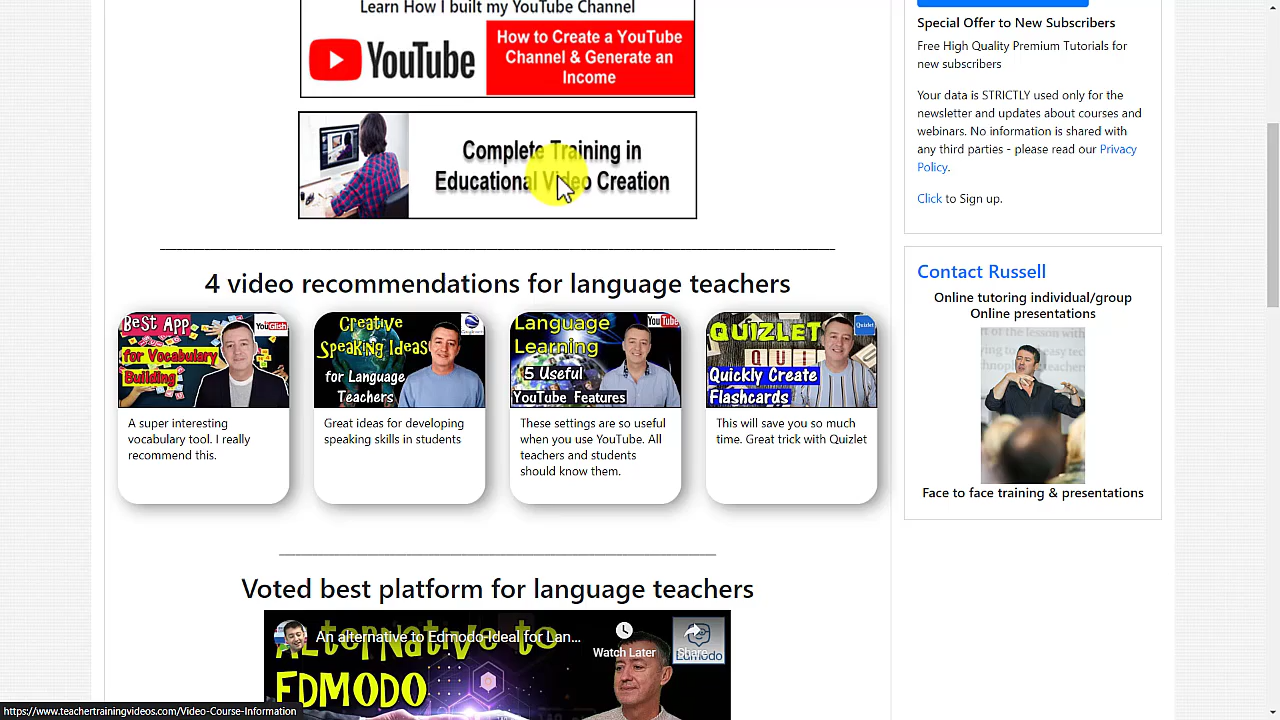 Learn How I built my YouTube Channel
YouTube
How to Create a YouTube
Channel & Generate an
Income
Complete Training in
Educational Video Creation
4 video recommendations for language teachers
Best App
YouGlish
for Vocabulary
Building
A super interesting
vocabulary tool. I really
recommend this.
Creative
Speaking Ideas
for Language
Teachers
Great ideas for developing
speaking skills in students
Language
YouTube
Learning
5 Useful
YouTube Features
These settings are so useful
when you use YouTube. All
teachers and students
should know them.
QUIZLET
Quizlet
QUI
Quickly Create
Flashcards
This will save you so much
time. Great trick with Quizlet
Voted best platform for language teachers
An alternative to Edmodo-Ideal for Lan...
Watch Later
Share
Alternative to
EDMODO
Edmodo
Special Offer to New Subscribers
Free High Quality Premium Tutorials for
new subscribers
Your data is STRICTLY used only for the
newsletter and updates about courses and
webinars. No information is shared with
any third parties - please read our Privacy
Policy.
Click to Sign up.
Contact Russell
Online tutoring individual/group
Online presentations
Face to face training & presentations
https://www.teachertrainingvideos.com/Video-Course-Information